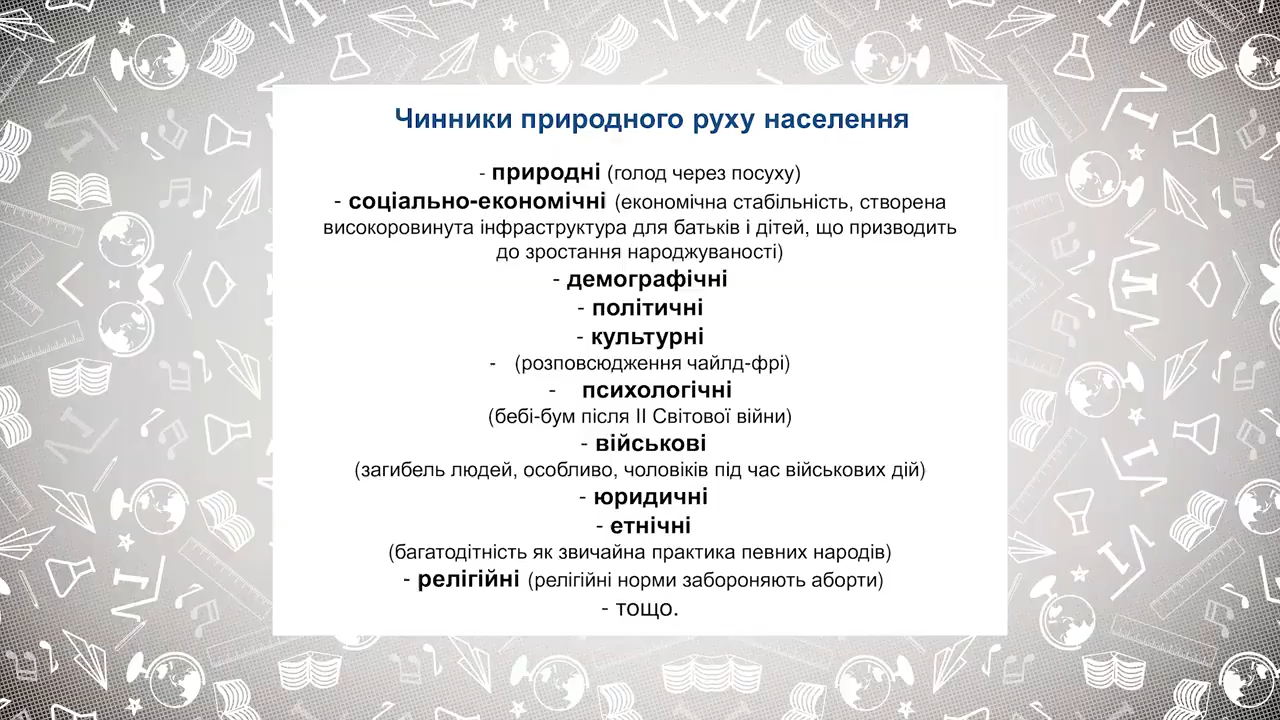 Чинники природного руху населення
- природні (голод через посуху)
- соціально-економічні (економічна стабільність, створена
високоровинута інфраструктура для батьків і дітей, що призводить
до зростання народжуваності)
- демографічні
- політичні
- культурні
- (розповсюдження чайлд-фрі)
- психологічні
(бебі-бум після ІІ Світової війни)
- військові
(загибель людей, особливо, чоловіків під час військових дій)
- юридичні
- етнічні
(багатодітність як звичайна практика певних народів)
- релігійні (релігійні норми забороняють аборти)
- тощо.